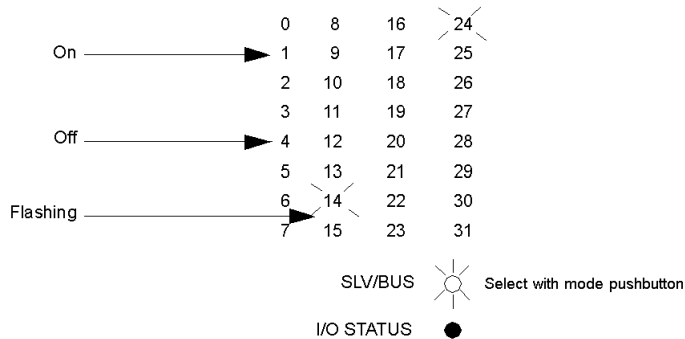 0 8 16 24
On 1 9 17 25
2 10 18 26
3 11 19 27
Off 4 12 20 28
5 13 21 29
6 14 22 30
Flashing
7 15 23 31
SLV/BUS Select with mode pushbutton
I/O STATUS